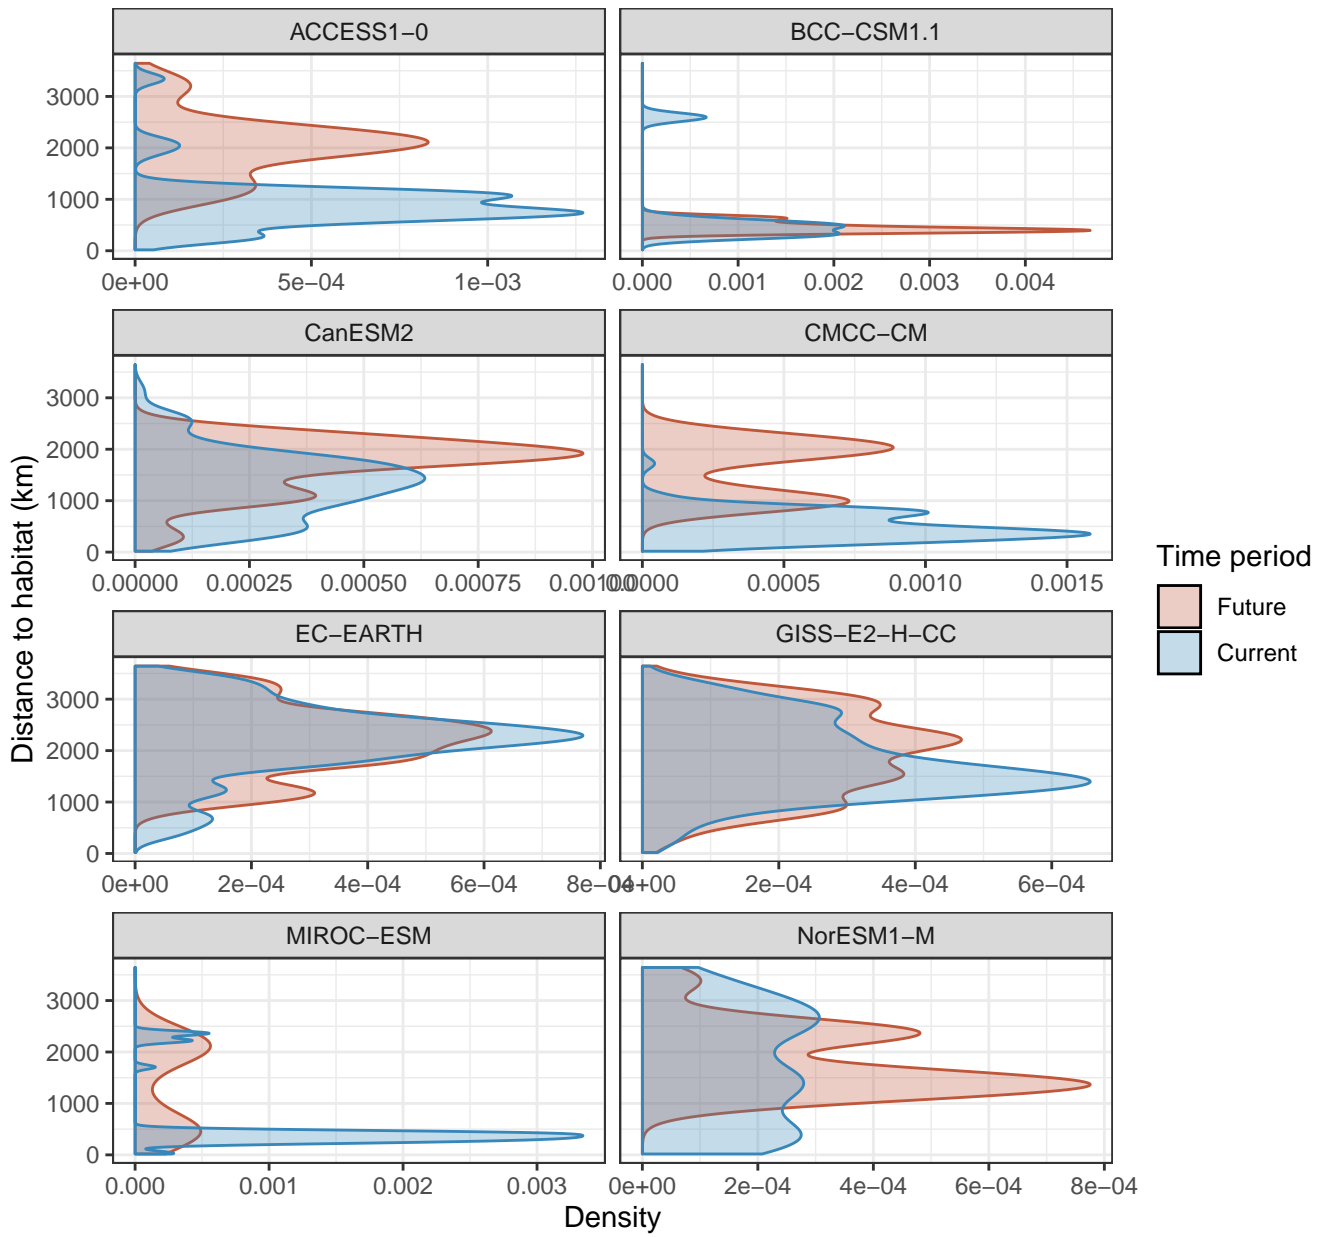 ACCESS1−0 BCC−CSM1.1
3000
2000
1000
0
0e+00 5e−04 1e−03 0.000 0.001 0.002 0.003 0.004
CanESM2 CMCC−CM
3000
2000
1000
0
0.00000 0.00025 0.00050 0.00075 0.00100 0.0000 0.0005 0.0010 0.0015
Distance to habitat (km)
Time period
Future
Current
EC−EARTH GISS−E2−H−CC
3000
2000
1000
0
0e+00 2e−04 4e−04 6e−04 8e−04 0e+00 2e−04 4e−04 6e−04
MIROC−ESM NorESM1−M
3000
2000
1000
0
0.000 0.001 0.002 0.003 0e+00 2e−04 4e−04 6e−04 8e−04
Density